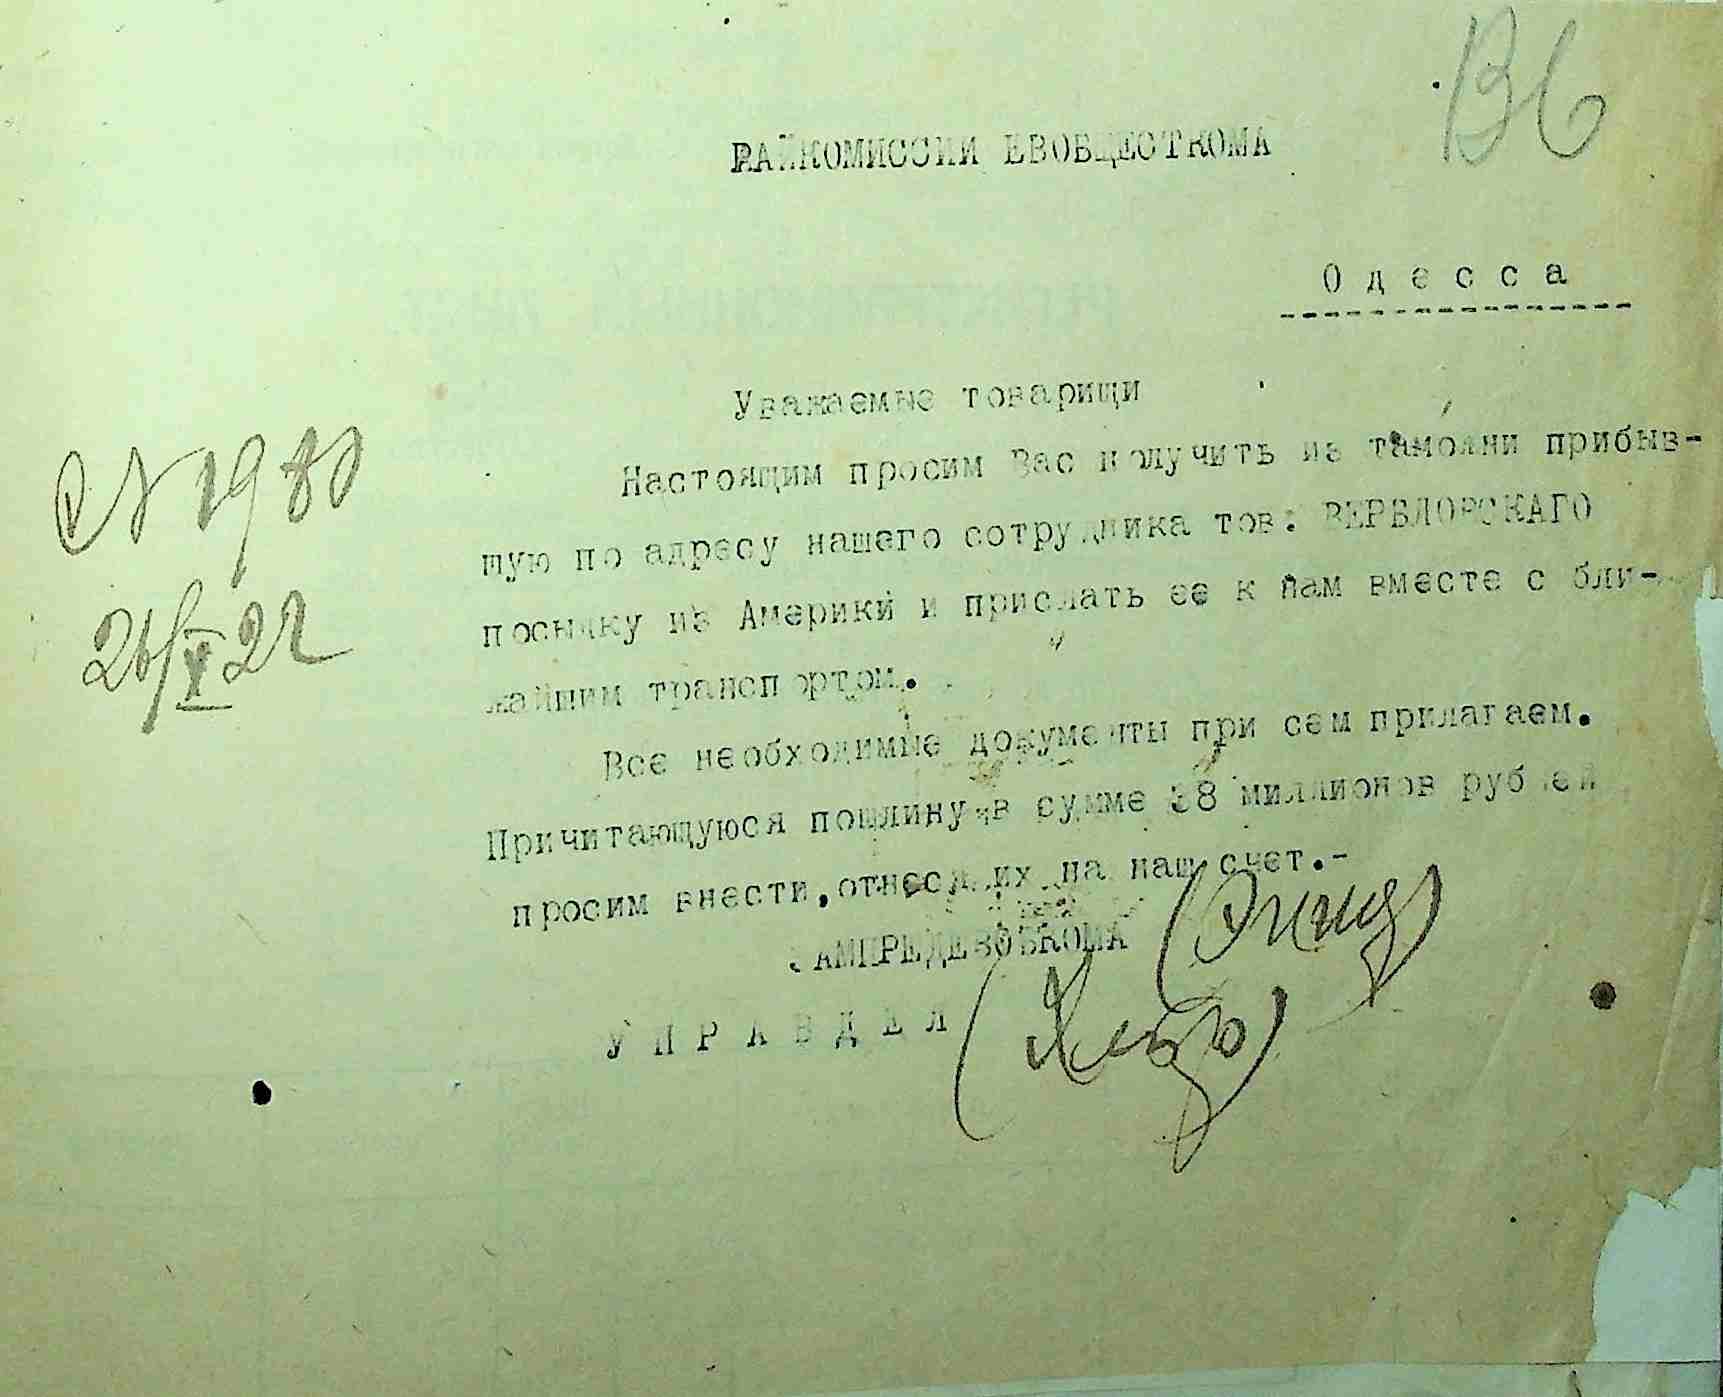 136
РАЙКОМИССИИ ЕВОБЩЕСТКОМА
Одесса
Уважаемые товарищи
Настоящим просим Вас получить из таможни прибыв-
шую по адресу нашего сотрудника тов. ВЕРБЛОВСКАГО
посылку из Америки и прислать ее к нам вместе с бли-
жайшим транспортом.
Все необходимые документы при сем прилагаем.
Причитающуюся пошлину в сумме 38 миллионов рублей
просим внести, отнеся их на наш счет.-
ЗАМПРЕДЕВОБКОМА
УПРАВДЕЛ
№ 1980
26/V 22